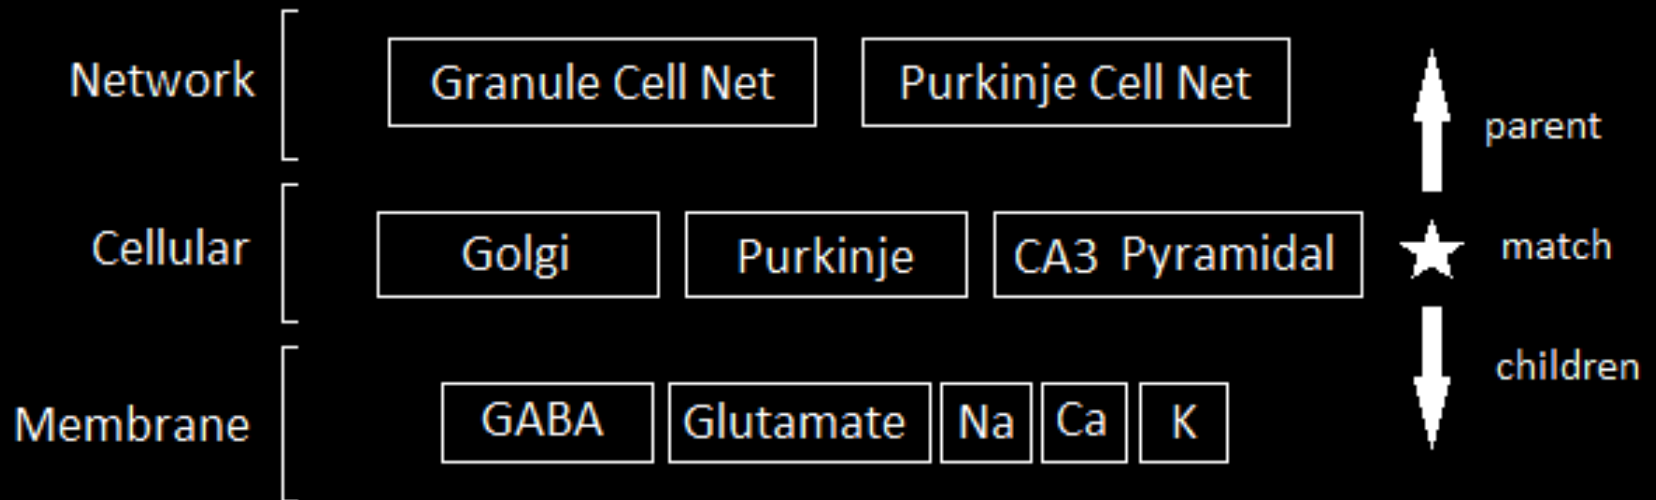 Network
Granule Cell Net
Purkinje Cell Net
parent
Cellular
Golgi
Purkinje
CA3 Pyramidal
match
Membrane
GABA
Glutamate
Na
Ca
K
children